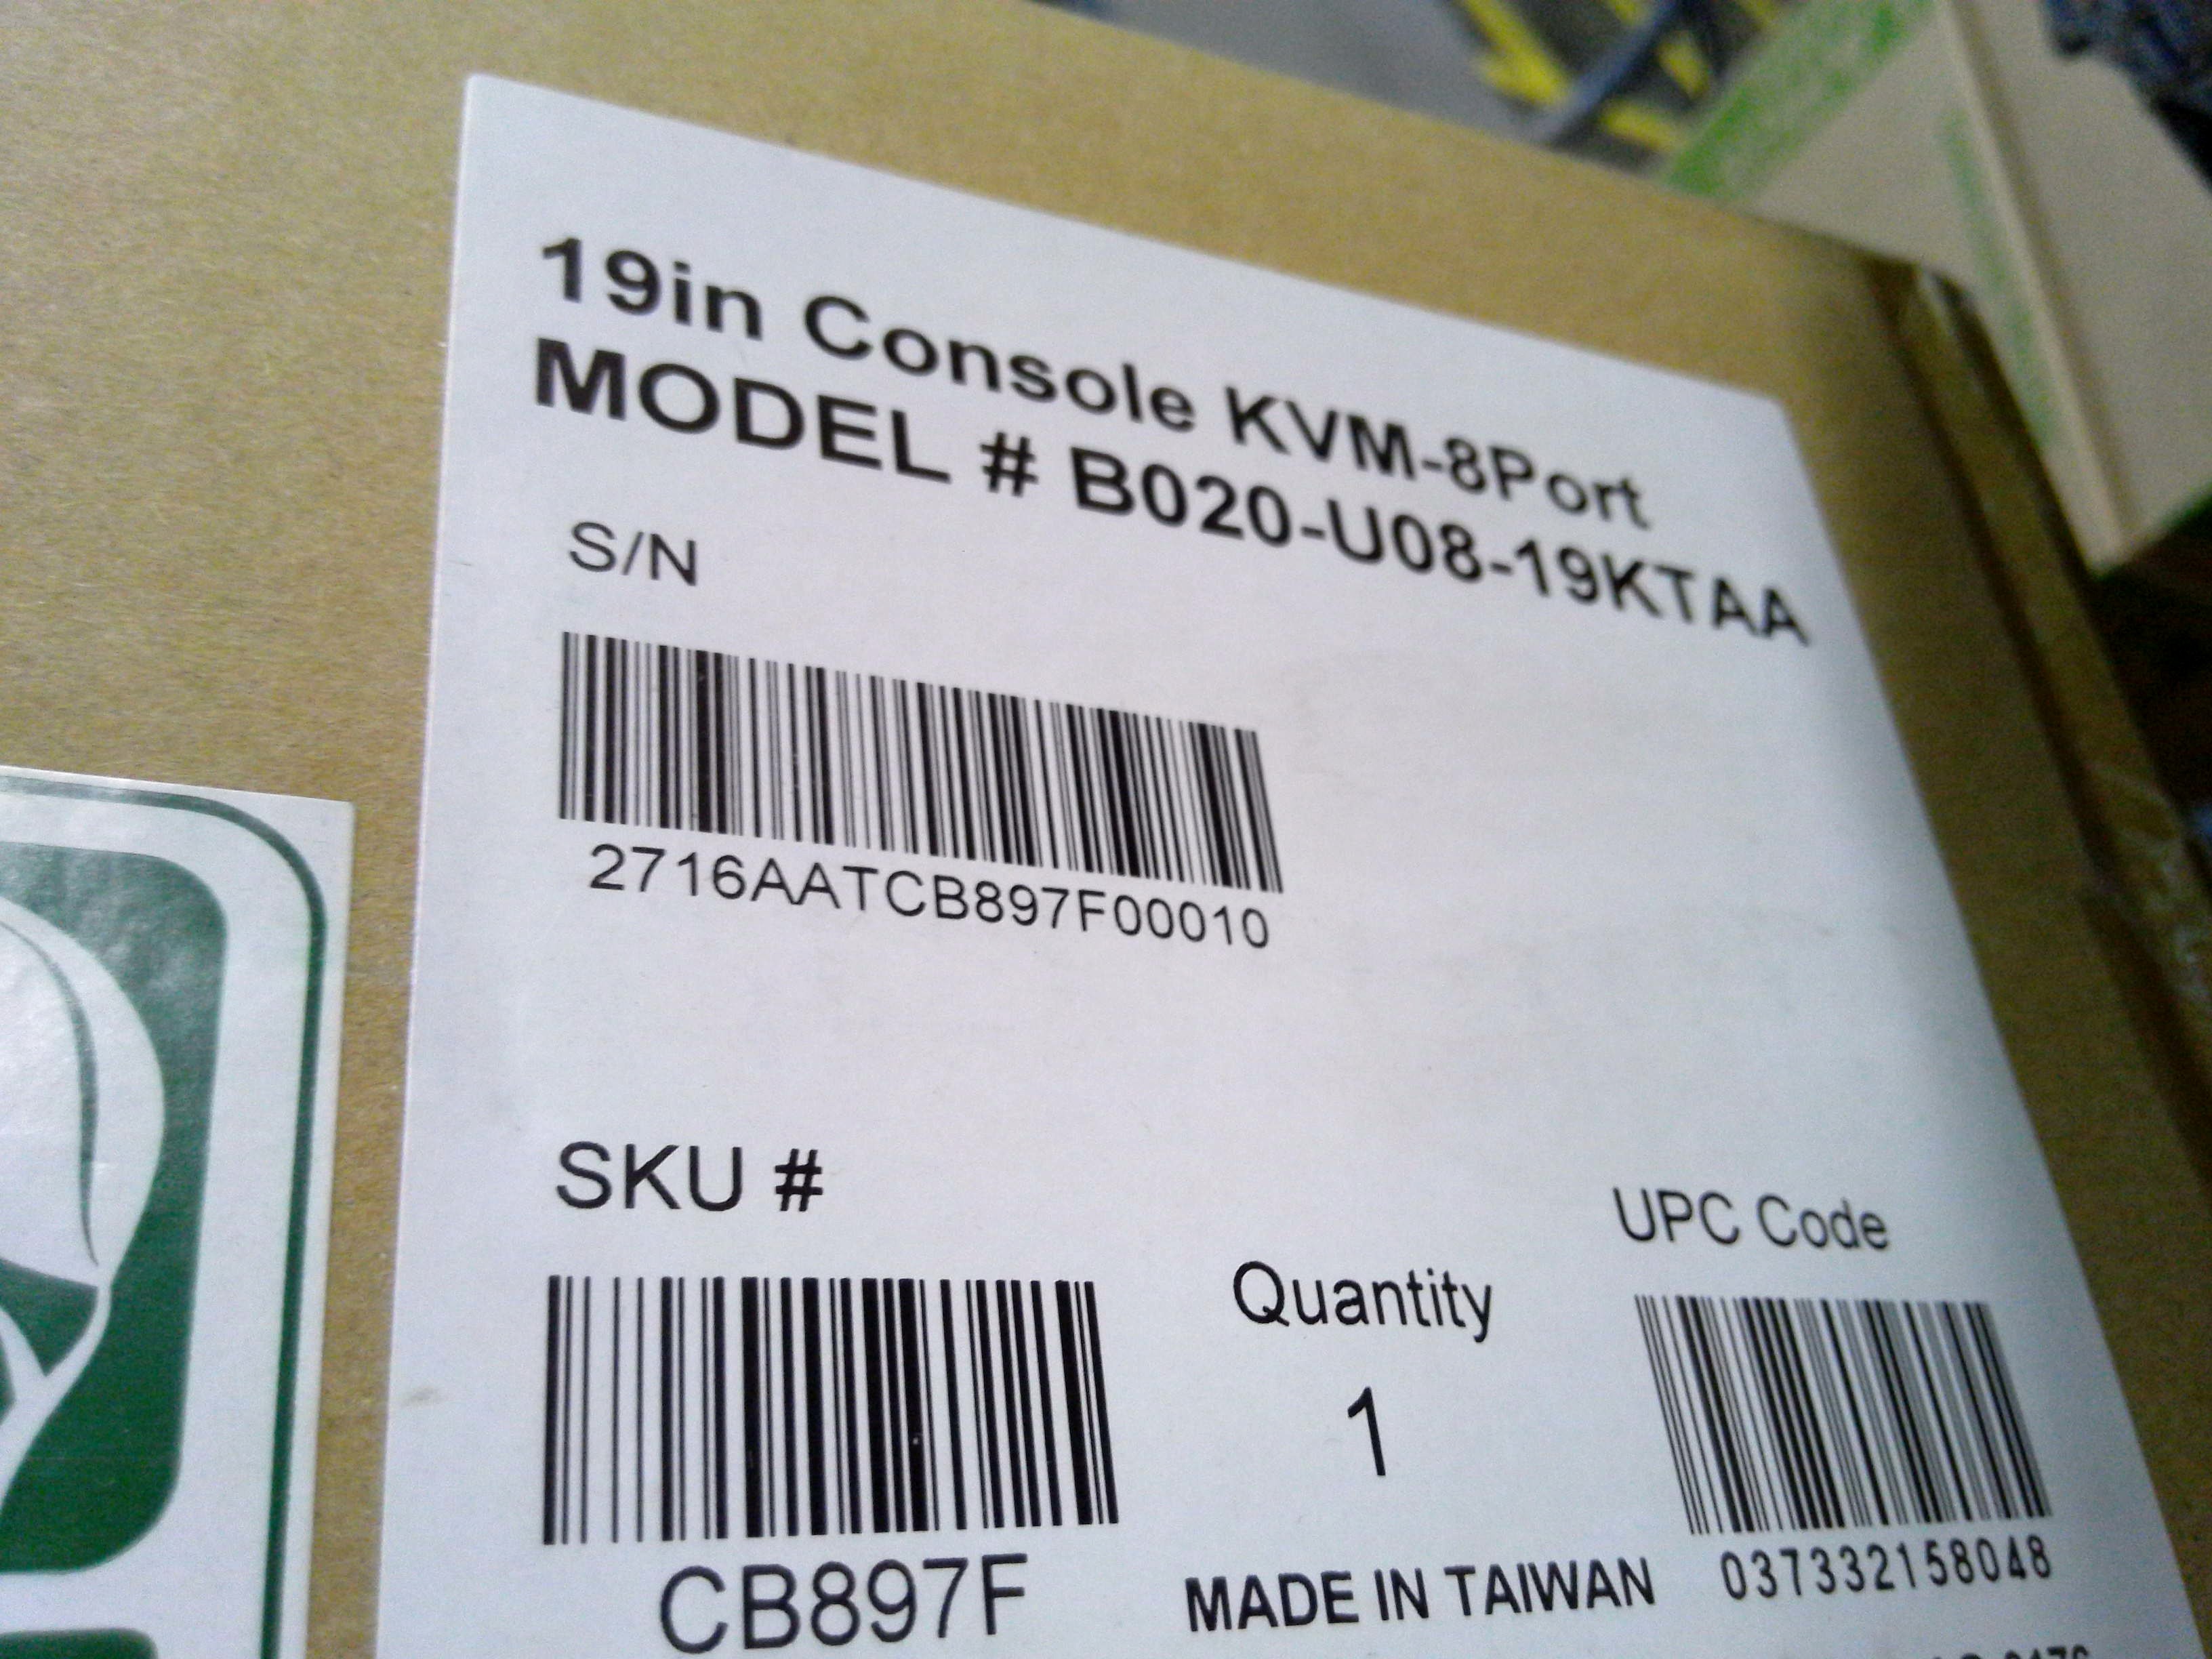 19in Console KVM-8Port
MODEL # B020-U08-19KTAA
S/N
2716AATCB897F00010
SKU #
UPC Code
Quantity
1
CB897F
MADE IN TAIWAN
037332158048